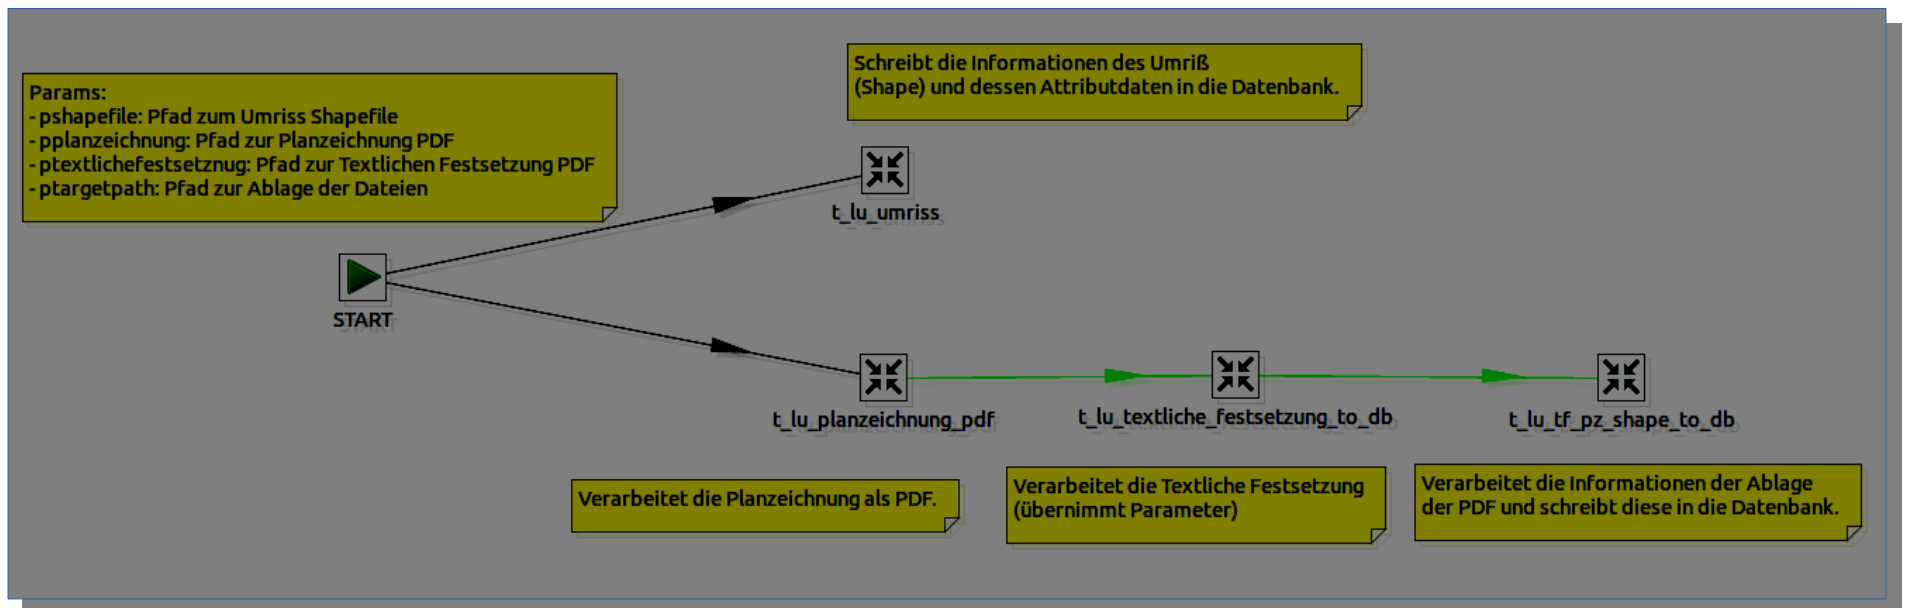 Schreibt die Informationen des Umriß
(Shape) und dessen Attributdaten in die Datenbank.
Params:
- pshapefile: Pfad zum Umriss Shapefile
- pplanzeichnung: Pfad zur Planzeichnung PDF
- ptextlichefestsetznug: Pfad zur Textlichen Festsetzung PDF
- ptargetpath: Pfad zur Ablage der Dateien
t_lu_umriss
START
t_lu_planzeichnung_pdf
t_lu_textliche_festsetzung_to_db
t_lu_tf_pz_shape_to_db
Verarbeitet die Planzeichnung als PDF.
Verarbeitet die Textliche Festsetzung
(übernimmt Parameter)
Verarbeitet die Informationen der Ablage
der PDF und schreibt diese in die Datenbank.